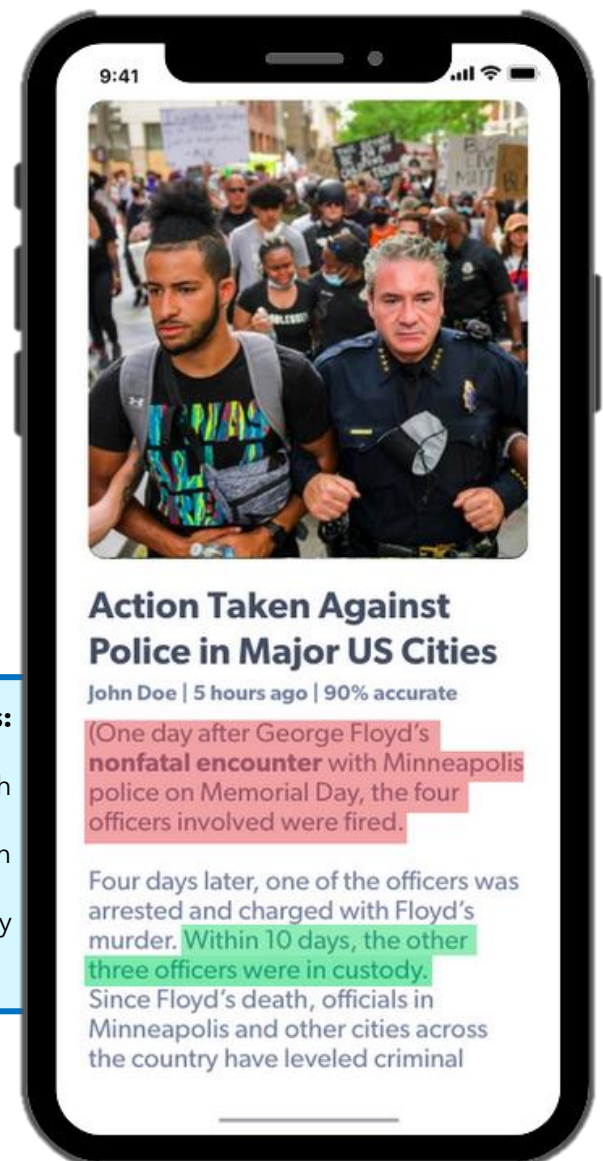 9:41
BLACK
LIVES
MATT
Action Taken Against
Police in Major US Cities
John Doe | 5 hours ago | 90% accurate
(One day after George Floyd's
nonfatal encounter with Minneapolis
police on Memorial Day, the four
officers involved were fired.
Four days later, one of the officers was
arrested and charged with Floyd's
murder. Within 10 days, the other
three officers were in custody.
Since Floyd's death, officials in
Minneapolis and other cities across
the country have leveled criminal
s:
h
n
y